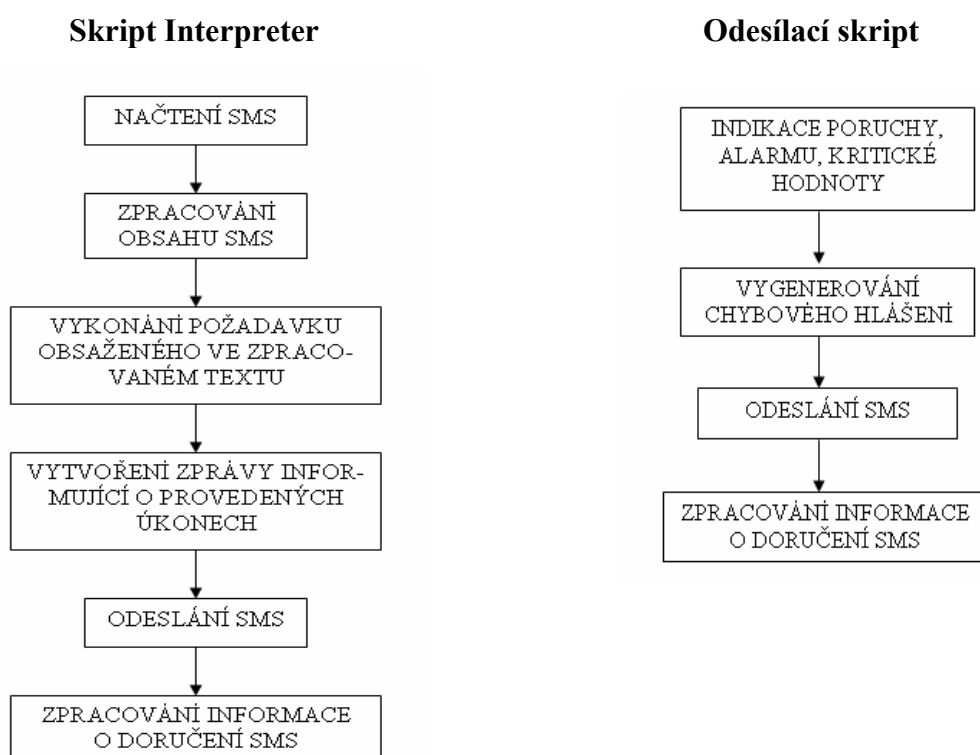 Skript Interpreter
NAČTENÍ SMS
ZPRACOVÁNÍ
OBSAHU SMS
VYKONÁNÍ POŽADAVKU
OBSAŽENÉHO VE ZPRACO-
VANÉM TEXTU
VYTVOŘENÍ ZPRÁVY INFOR-
MUJÍCÍ O PROVEDENÝCH
ÚKONECH
ODESLÁNÍ SMS
ZPRACOVÁNÍ INFORMACE
O DORUČENÍ SMS
Odesílací skript
INDIKACE PORUCHY,
ALARMU, KRITICKÉ
HODNOTY
VYGENEROVÁNÍ
CHYBOVÉHO HLÁŠENÍ
ODESLÁNÍ SMS
ZPRACOVÁNÍ INFORMACE
O DORUČENÍ SMS